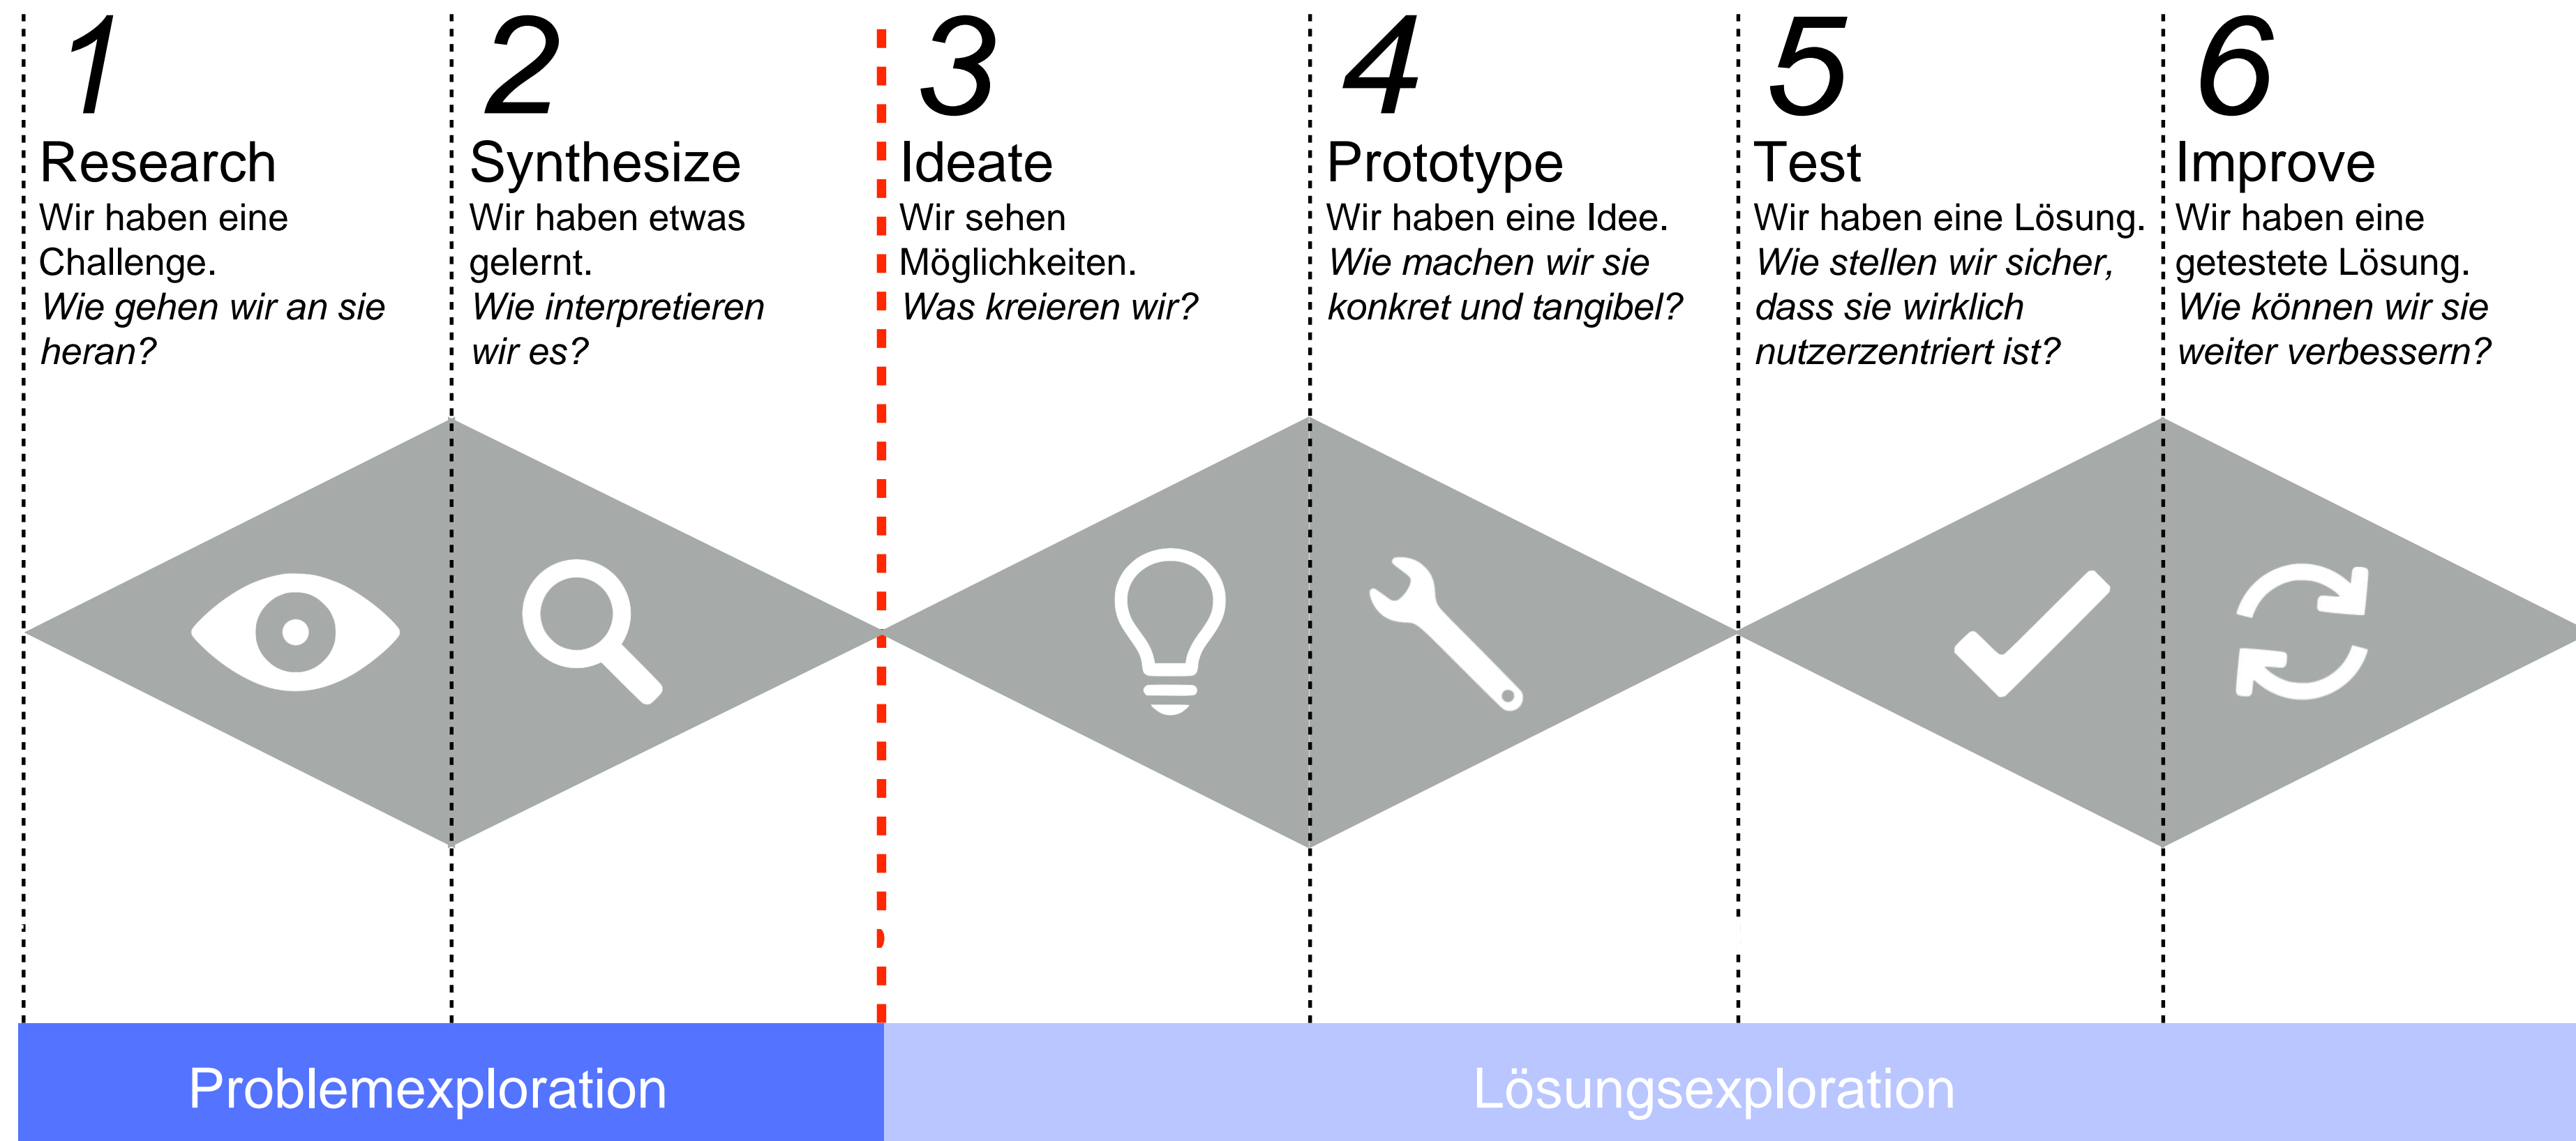 1
Research
Wir haben eine
Challenge.
Wie gehen wir an sie
heran?
2
Synthesize
Wir haben etwas
gelernt.
Wie interpretieren
wir es?
3
Ideate
Wir sehen
Möglichkeiten.
Was kreieren wir?
4
Prototype
Wir haben eine Idee.
Wie machen wir sie
konkret und tangibel?
5
Test
Wir haben eine Lösung.
Wie stellen wir sicher,
dass sie wirklich
nutzerzentriert ist?
6
Improve
Wir haben eine
getestete Lösung.
Wie können wir sie
weiter verbessern?
Problemexploration
Lösungsexploration